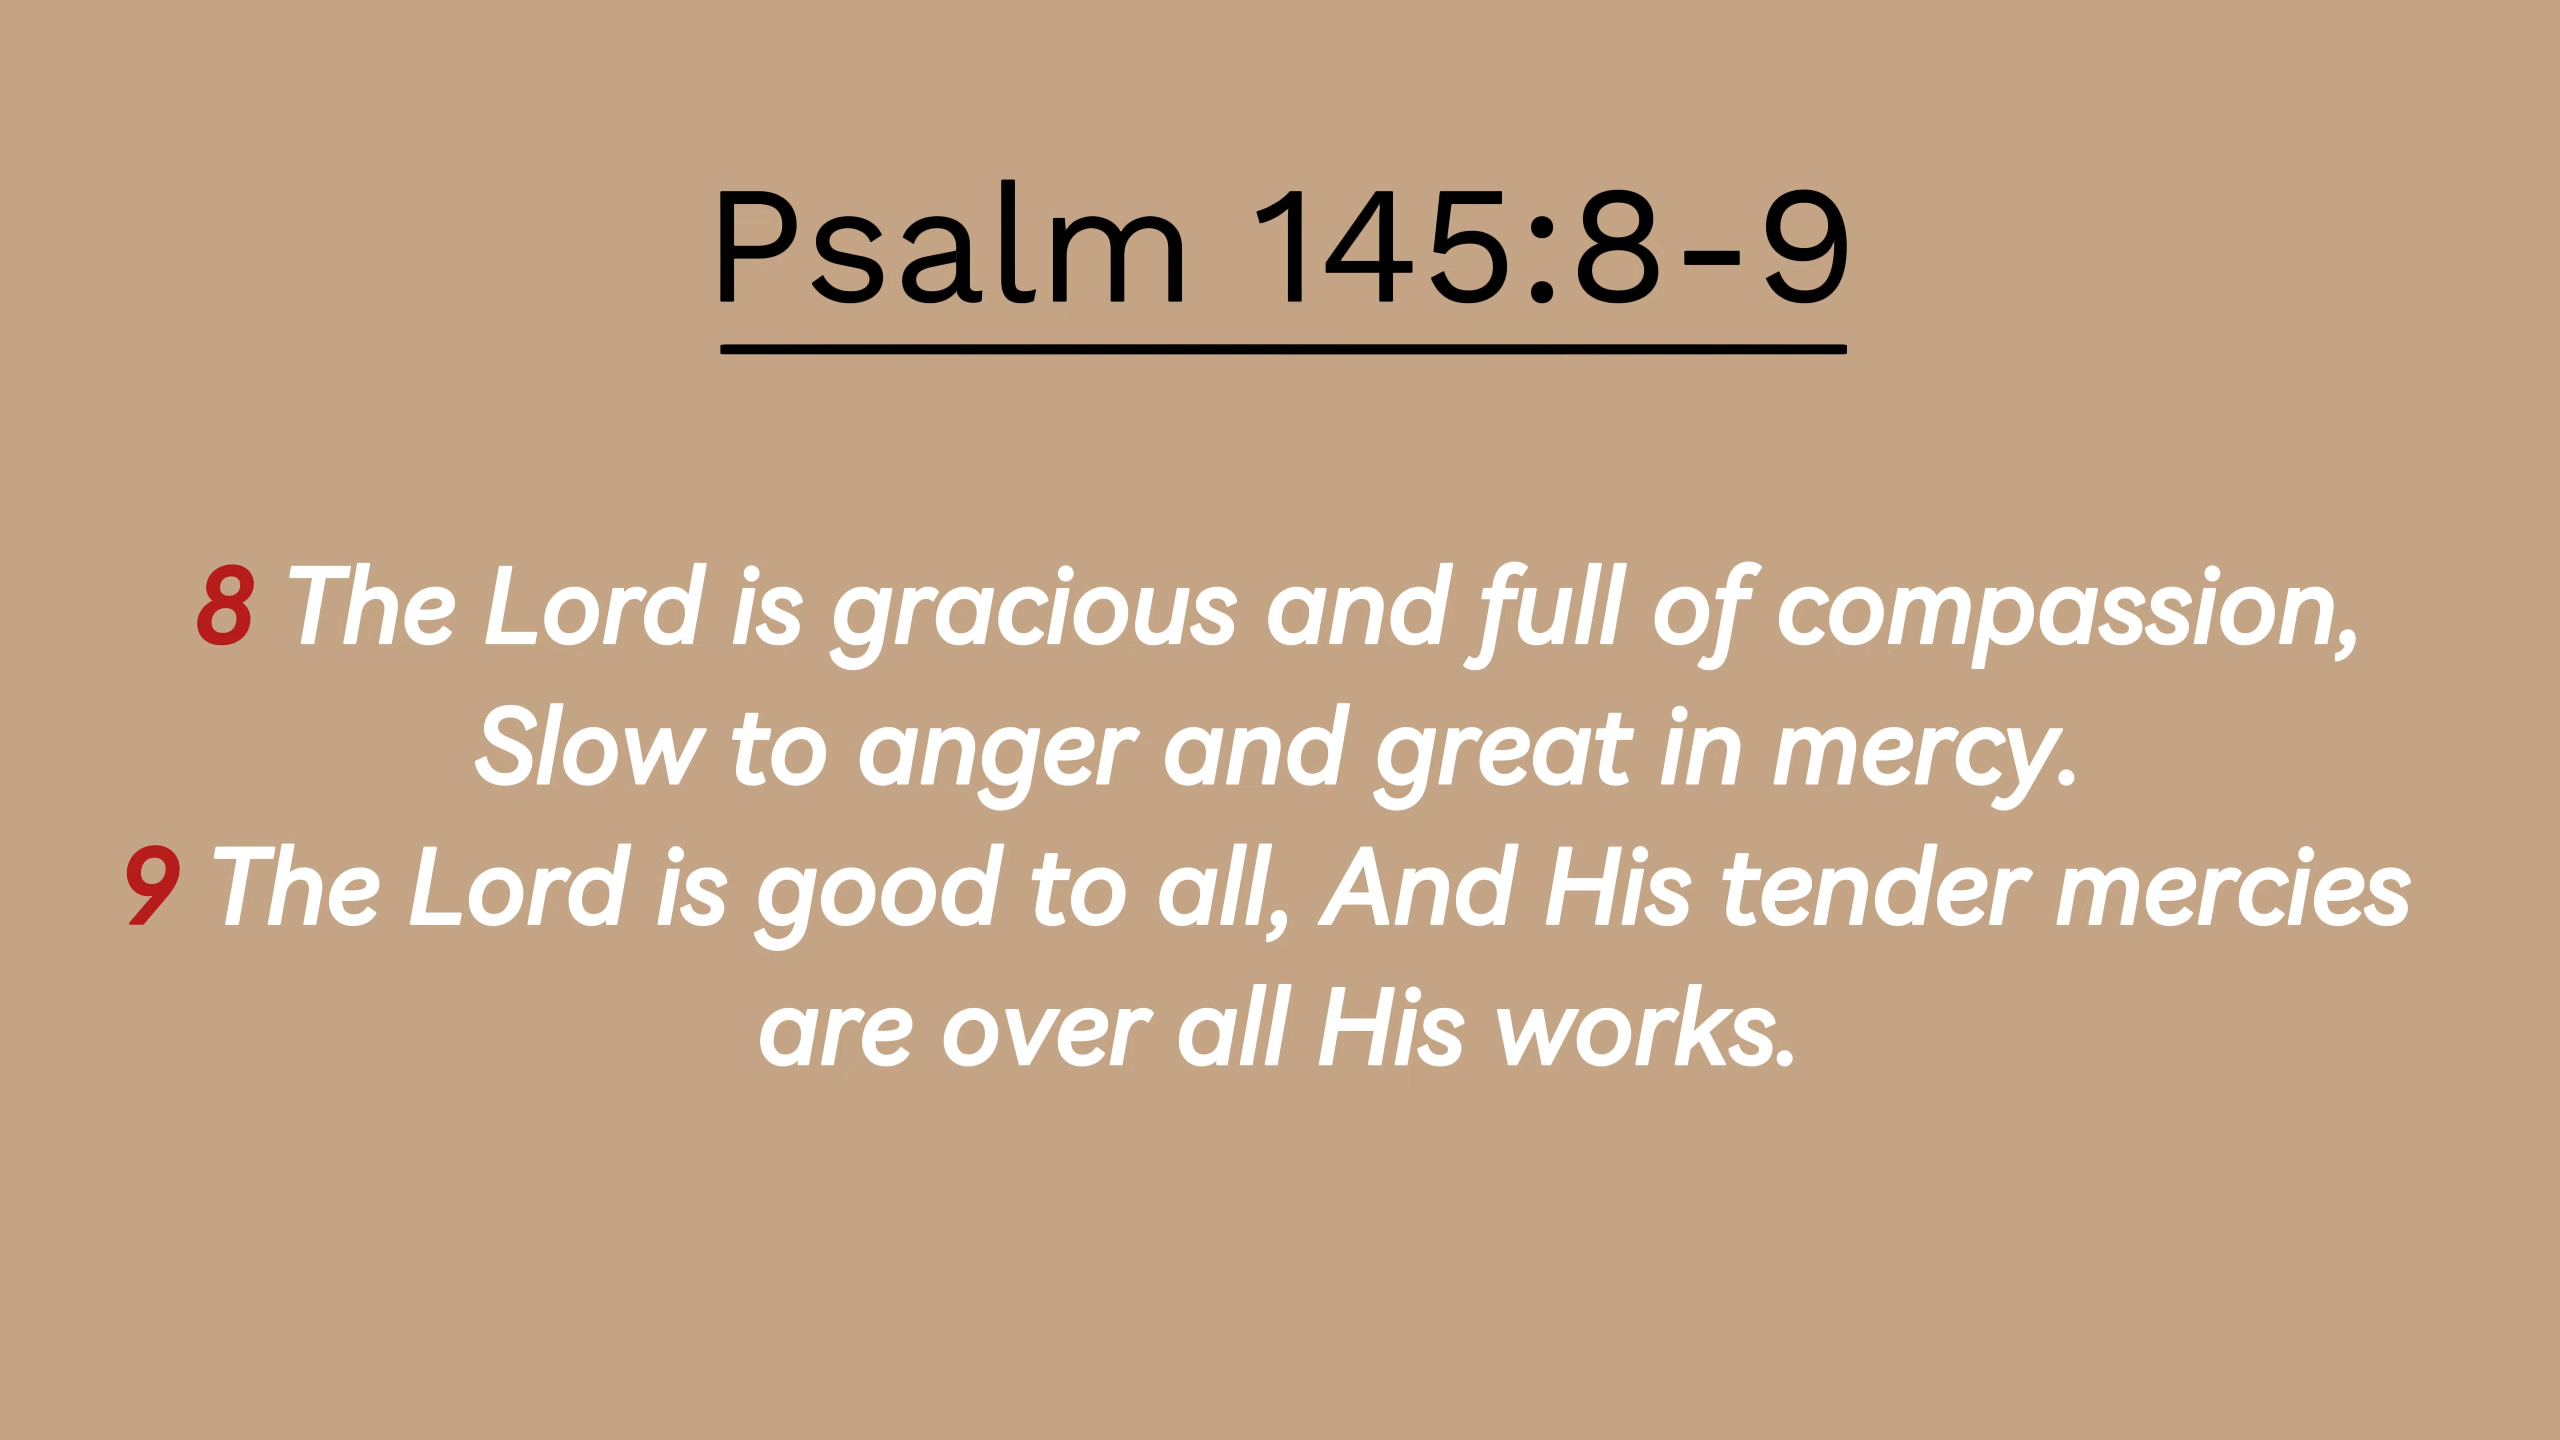 Psalm 145:8-9
8 The Lord is gracious and full of compassion,
Slow to anger and great in mercy.
9 The Lord is good to all, And His tender mercies
are over all His works.